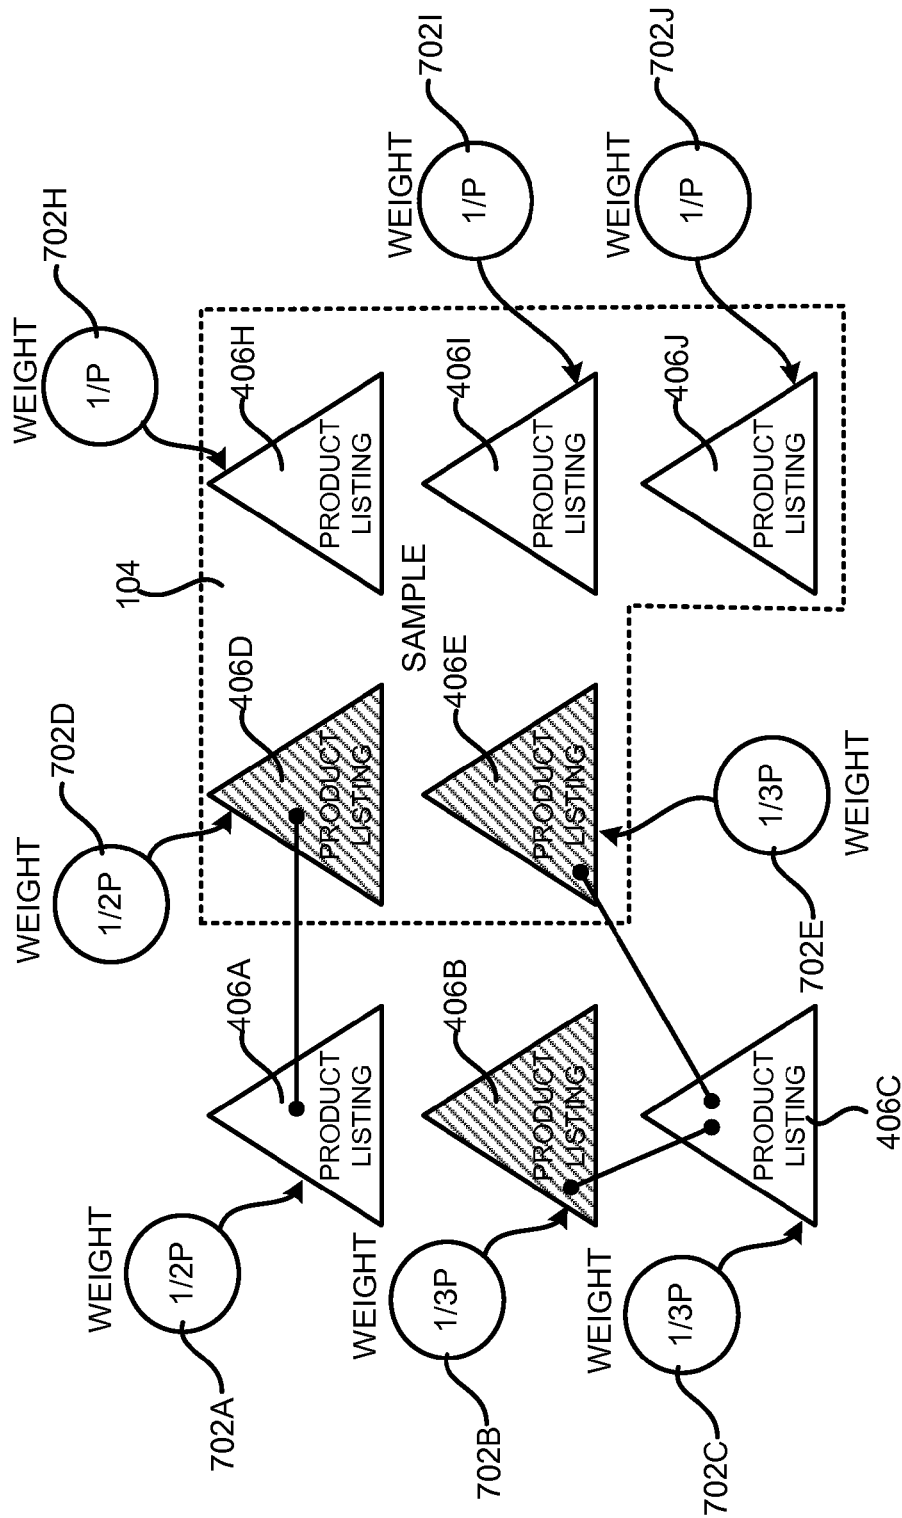 WEIGHT
WEIGHT
702D
702H
WEIGHT
1/2P
1/P
104
1/2P
702A
406A
406D
406H
PRODUCT
LISTING
PRODUCT
LISTING
PRODUCT
LISTING
WEIGHT
WEIGHT
SAMPLE
702I
1/3P
406B
406E
406I
1/P
702B
PRODUCT
LISTING
PRODUCT
LISTING
PRODUCT
LISTING
WEIGHT
WEIGHT
702J
1/3P
406J
1/P
702C
PRODUCT
LISTING
1/3P
PRODUCT
LISTING
702E
WEIGHT
406C